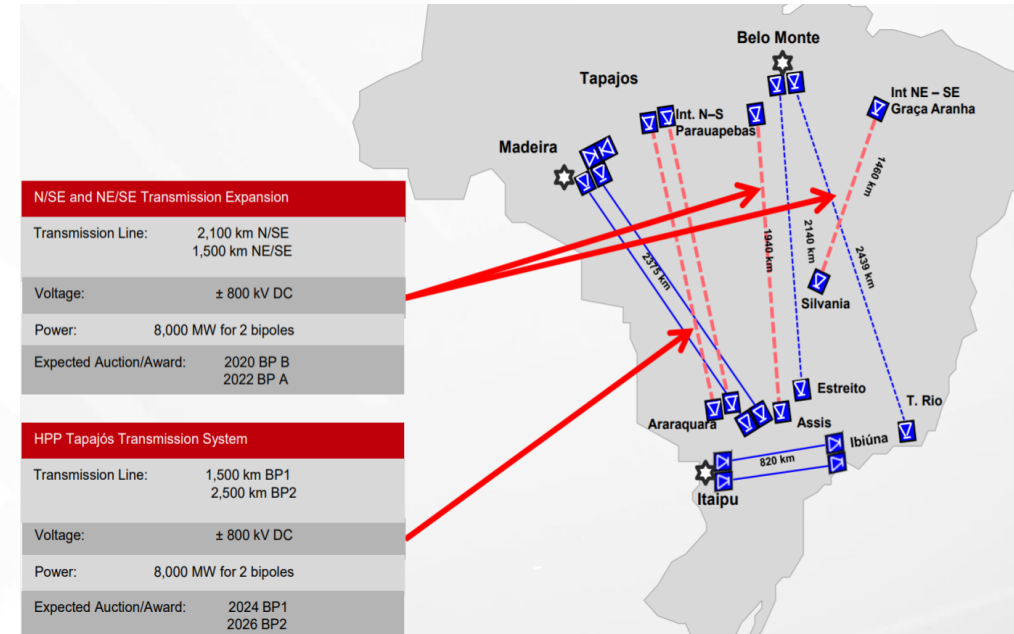 Belo Monte
Tapajos
Int NE – SE
Graça Aranha
Int. N–S
Parauapebas
Madeira
1460 km
N/SE and NE/SE Transmission Expansion
Transmission Line: 2,100 km N/SE
1,500 km NE/SE
Voltage: ± 800 kV DC
Power: 8,000 MW for 2 bipoles
Expected Auction/Award: 2020 BP B
2022 BP A
2375 km
1940 km
2140 km
2439 km
Silvania
Estreito
T. Rio
Araraquara
Assis
Ibiúna
820 km
Itaipu
HPP Tapajós Transmission System
Transmission Line: 1,500 km BP1
2,500 km BP2
Voltage: ± 800 kV DC
Power: 8,000 MW for 2 bipoles
Expected Auction/Award: 2024 BP1
2026 BP2